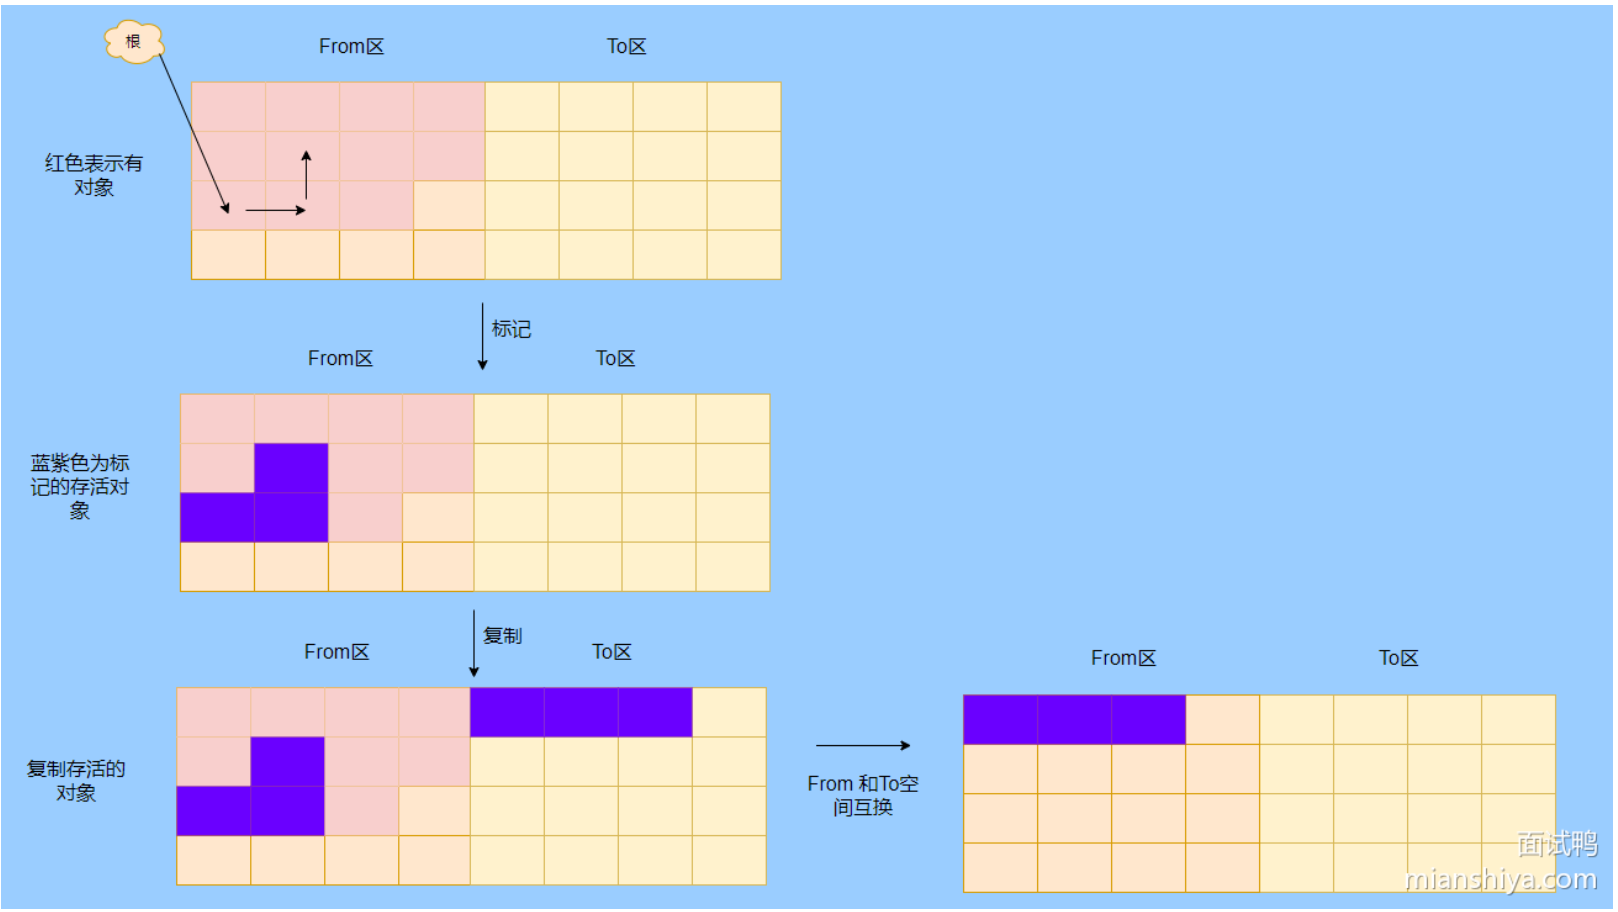 根
From区
To区
红色表示有
对象
标记
From区
To区
蓝紫色为标
记的存活对
象
复制
From区
To区
复制存活的
对象
From 和To空
间互换
From区
To区
面试鸭
mianshiya.com